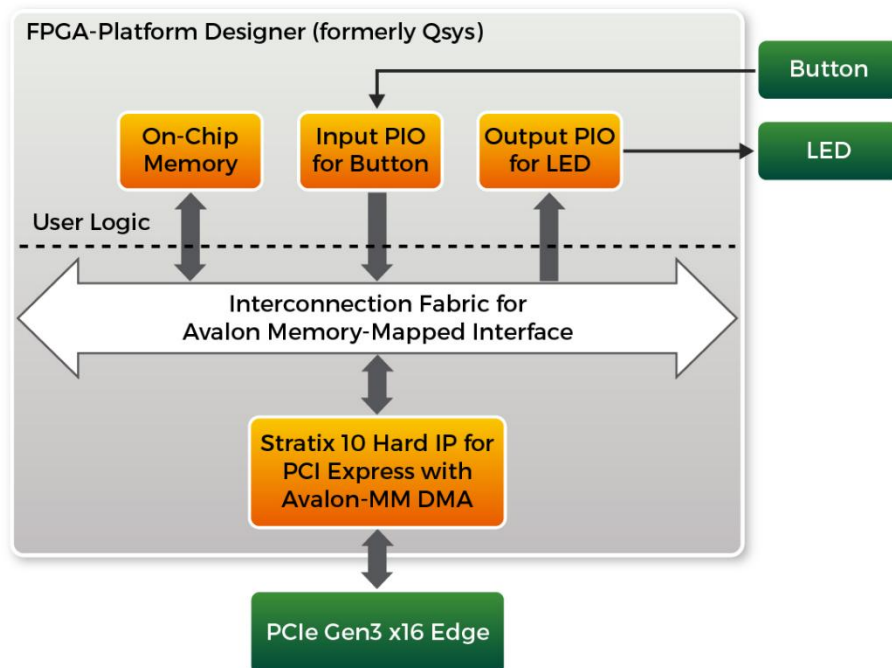 FPGA-Platform Designer (formerly Qsys)
Button
On-Chip
Memory
Input PIO
for Button
Output PIO
for LED
LED
User Logic
Interconnection Fabric for
Avalon Memory-Mapped Interface
Stratix 10 Hard IP for
PCI Express with
Avalon-MM DMA
PCIe Gen3 x16 Edge